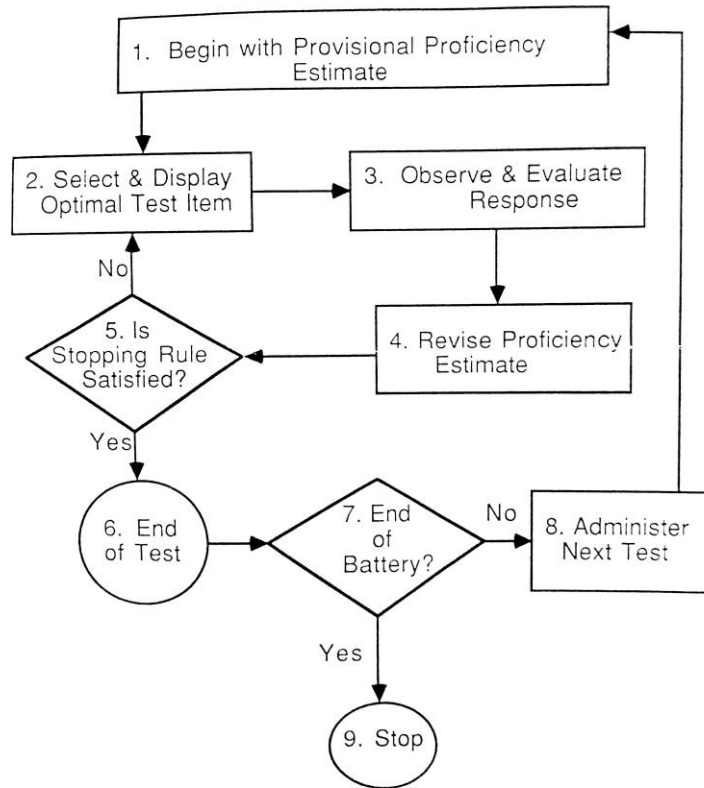 1. Begin with Provisional Proficiency
Estimate
2. Select & Display
Optimal Test Item
3. Observe & Evaluate
Response
No
5. Is
Stopping Rule
Satisfied?
4. Revise Proficiency
Estimate
Yes
6. End
of Test
7. End
of
Battery?
No
8. Administer
Next Test
Yes
9. Stop